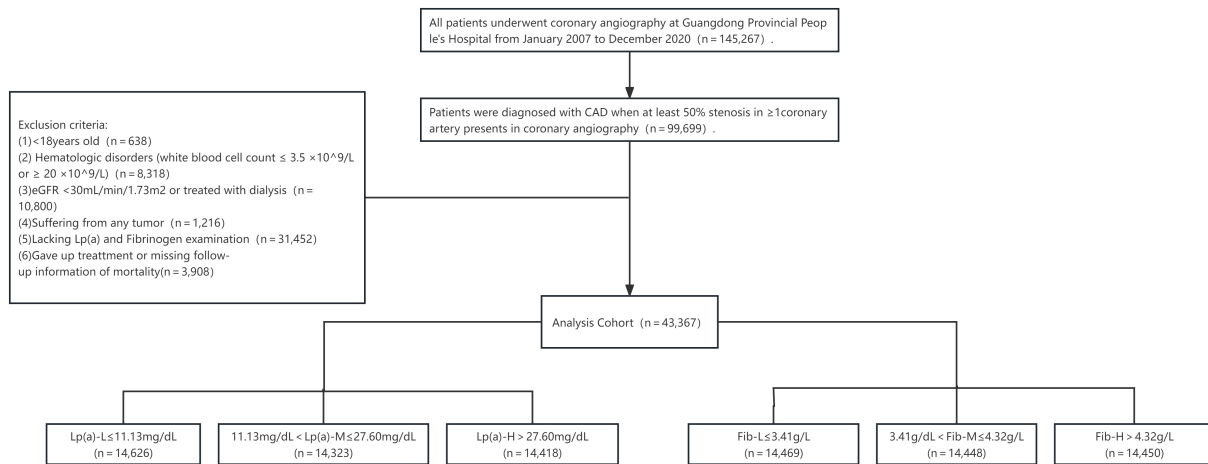 All patients underwent coronary angiography at Guangdong Provincial Peop
le's Hospital from January 2007 to December 2020（n = 145,267）.
Patients were diagnosed with CAD when at least 50% stenosis in ≥1coronary
artery presents in coronary angiography（n = 99,699）.
Exclusion criteria:
(1)<18years old（n = 638)
(2) Hematologic disorders (white blood cell count ≤ 3.5 ×10^9/L
or ≥ 20 ×10^9/L)（n = 8,318)
(3)eGFR <30mL/min/1.73m2 or treated with dialysis（n =
10,800)
(4)Suffering from any tumor（n = 1,216)
(5)Lacking Lp(a) and Fibrinogen examination（n = 31,452)
(6)Gave up treattment or missing follow-
up information of mortality(n = 3,908)
Analysis Cohort（n = 43,367)
Lp(a)-L≤11.13mg/dL
(n = 14,626)
11.13mg/dL < Lp(a)-M≤27.60mg/dL
(n = 14,323)
Lp(a)-H > 27.60mg/dL
(n = 14,418)
Fib-L≤3.41g/L
(n = 14,469)
3.41g/dL < Fib-M≤4.32g/L
(n = 14,448)
Fib-H > 4.32g/L
(n = 14,450)